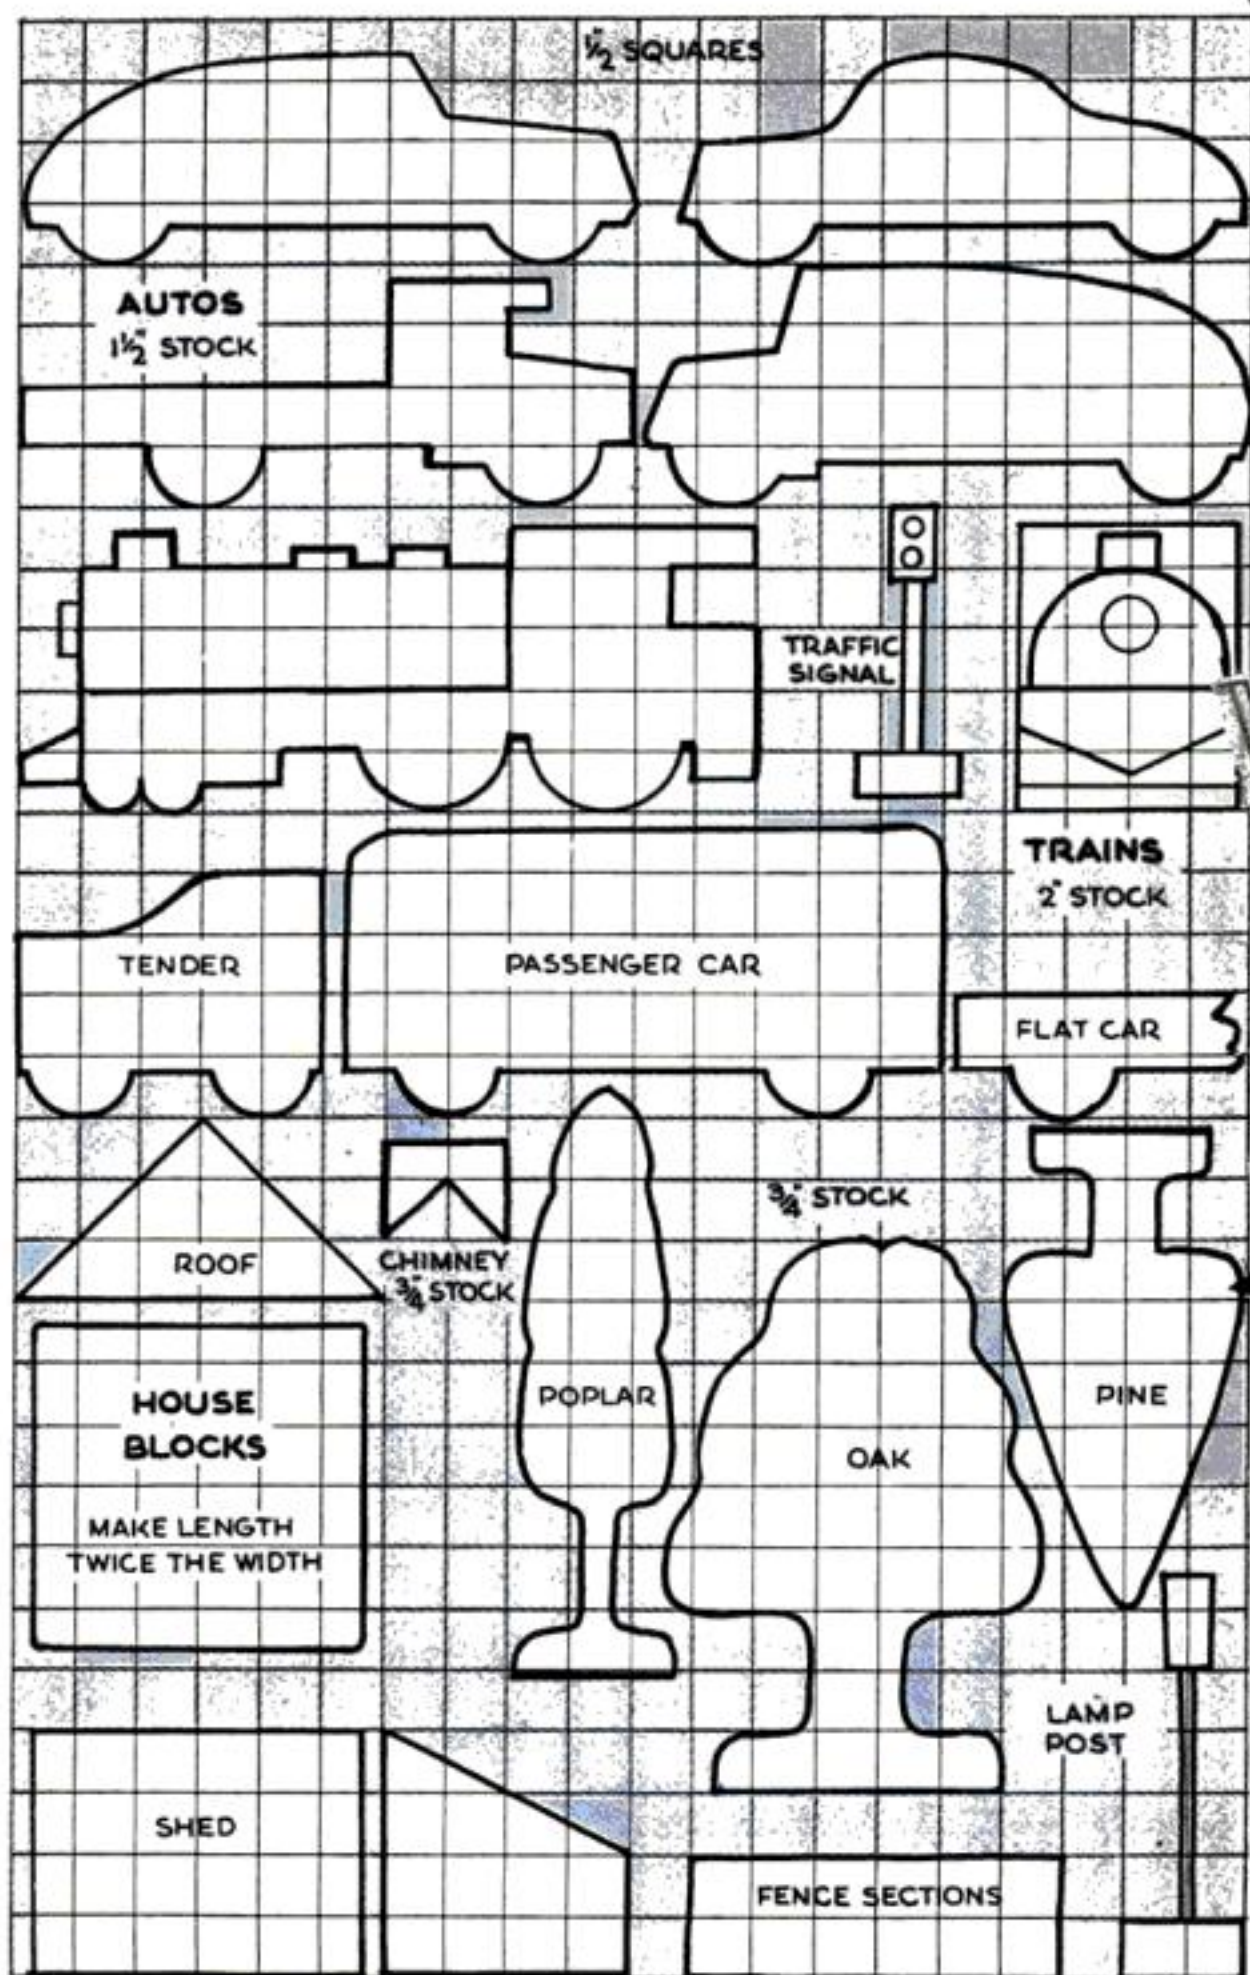 1/2" SQUARES
AUTOS
1 1/2" STOCK
TRAFFIC
SIGNAL
TRAINS
2" STOCK
TENDER
PASSENGER CAR
FLAT CAR
3/4" STOCK
ROOF
CHIMNEY
3/4" STOCK
HOUSE
BLOCKS
MAKE LENGTH
TWICE THE WIDTH
POPLAR
OAK
PINE
LAMP
POST
SHED
FENCE SECTIONS